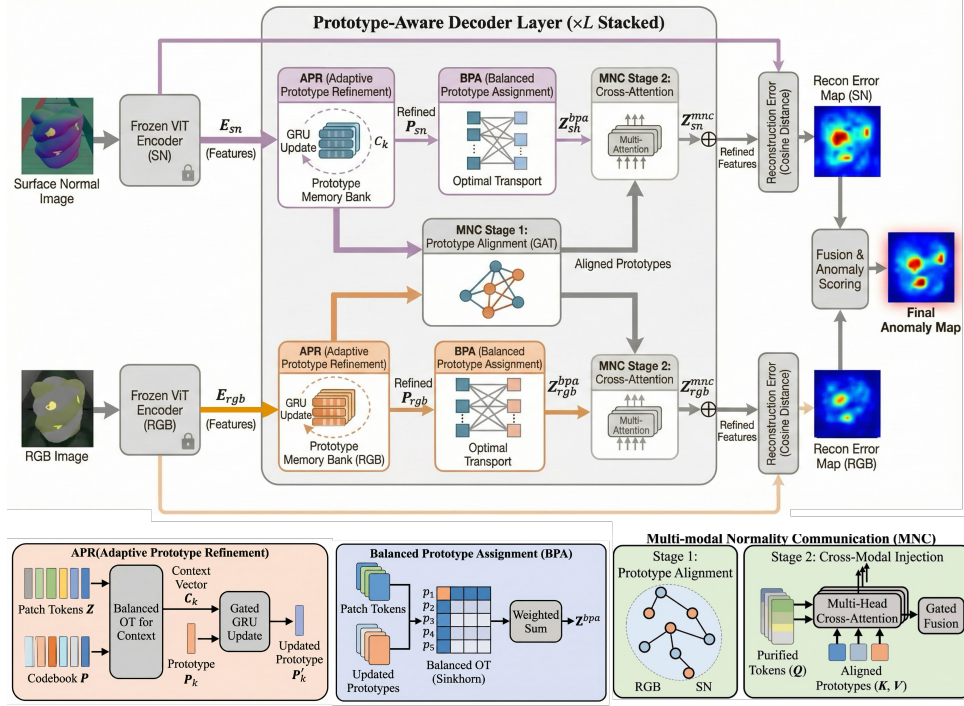 Prototype-Aware Decoder Layer (×L Stacked)
Surface Normal
Image
Frozen VIT
Encoder
(SN)
E_sn
(Features)
APR (Adaptive
Prototype Refinement)
GRU
Update
C_k
Prototype
Memory Bank
Refined
P_sn
BPA (Balanced
Prototype Assignment)
Optimal Transport
Z_sh^bpa
MNC Stage 2:
Cross-Attention
Multi-
Attention
Z_sn^mnc
Refined
Features
Reconstruction Error
(Cosine Distance)
Recon Error
Map (SN)
MNC Stage 1:
Prototype Alignment (GAT)
Aligned Prototypes
Fusion &
Anomaly
Scoring
Final
Anomaly Map
RGB Image
Frozen ViT
Encoder
(RGB)
E_rgb
(Features)
APR (Adaptive
Prototype Refinement)
GRU
Update
Prototype
Memory Bank (RGB)
Refined
P_rgb
BPA (Balanced
Prototype Assignment)
Optimal
Transport
Z_rgb^bpa
MNC Stage 2:
Cross-Attention
Multi-
Attention
Z_rgb^mnc
Refined
Features
Reconstruction Error
(Cosine Distance)
Recon Error
Map (RGB)
APR(Adaptive Prototype Refinement)
Patch Tokens Z
Codebook P
Balanced
OT for
Context
Context
Vector
C_k
Prototype
P_k
Gated
GRU
Update
Updated
Prototype
P'_k
Balanced Prototype Assignment (BPA)
Patch Tokens
Updated
Prototypes
p_1
p_2
p_3
p_4
p_5
Balanced OT
(Sinkhorn)
Weighted
Sum
Z^bpa
Multi-modal Normality Communication (MNC)
Stage 1:
Prototype Alignment
RGB
SN
Stage 2: Cross-Modal Injection
Purified
Tokens (Q)
Multi-Head
Cross-Attention
Aligned
Prototypes (K, V)
Gated
Fusion